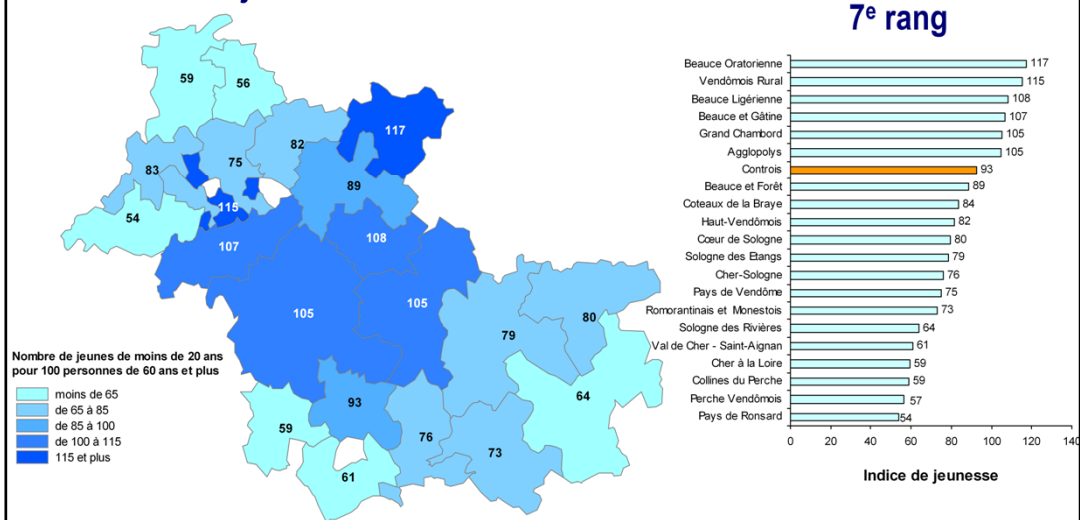 7e rang
59
56
117
82
75
83
89
115
54
107
108
105
105
80
79
93
64
59
76
73
61
Nombre de jeunes de moins de 20 ans
pour 100 personnes de 60 ans et plus
moins de 65
de 65 à 85
de 85 à 100
de 100 à 115
115 et plus
Beauce Oratorienne 117
Vendômois Rural 115
Beauce Ligérienne 108
Beauce et Gâtine 107
Grand Chambord 105
Agglopolys 105
Controis 93
Beauce et Forêt 89
Coteaux de la Braye 84
Haut-Vendômois 82
Cœur de Sologne 80
Sologne des Etangs 79
Cher-Sologne 76
Pays de Vendôme 75
Romorantinais et Monestois 73
Sologne des Rivières 64
Val de Cher - Saint-Aignan 61
Cher à la Loire 59
Collines du Perche 59
Perche Vendômois 57
Pays de Ronsard 54
0 20 40 60 80 100 120 140
Indice de jeunesse